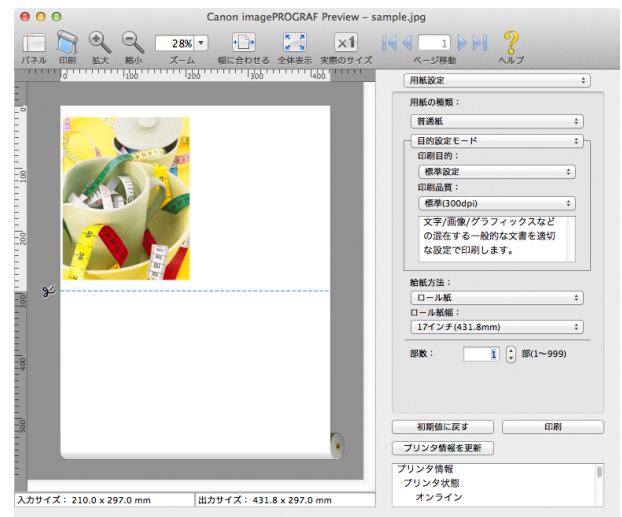 Canon imagePROGRAF Preview – sample.jpg
28%
1
パネル 印刷 拡大 縮小 ズーム 幅に合わせる 全体表示 実際のサイズ ページ移動 ヘルプ
0 100 200 300 400
0
100
200
300
400
500
用紙設定
用紙の種類：
普通紙
目的設定モード
印刷目的：
標準設定
印刷品質：
標準(300dpi)
文字/画像/グラフィックスなど
の混在する一般的な文書を適切
な設定で印刷します。
給紙方法：
ロール紙
ロール紙幅：
17インチ(431.8mm)
部数： 1 部(1〜999)
初期値に戻す 印刷
プリンタ情報を更新
プリンタ情報
プリンタ状態
オンライン
入力サイズ： 210.0 x 297.0 mm 出力サイズ： 431.8 x 297.0 mm